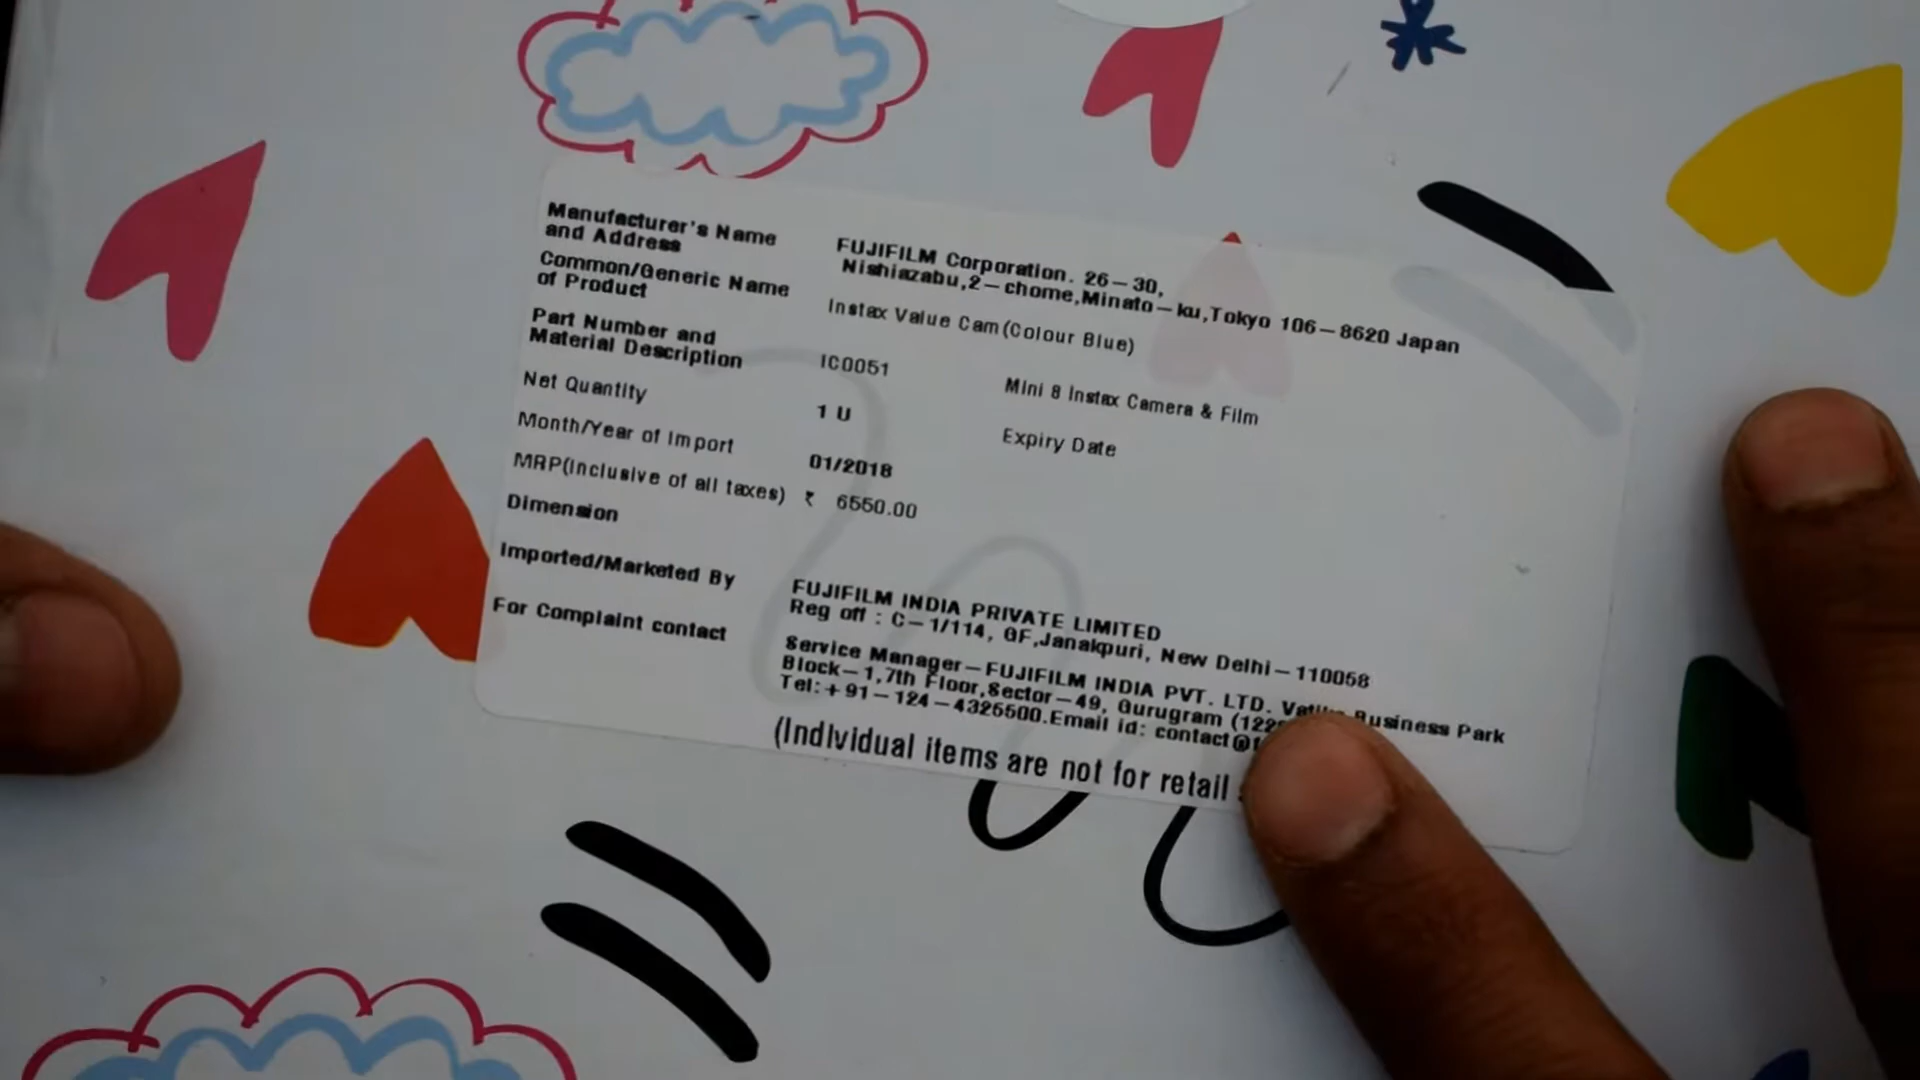 Manufacturer's Name
and Address
FUJIFILM Corporation. 26-30,
Nishiazabu,2-chome,Minato-ku,Tokyo 106-8620 Japan
Common/Generic Name
of Product
Instax Value Cam(Colour Blue)
Part Number and
Material Description
IC0051
Mini 8 Instax Camera & Film
Net Quantity
1 U
Expiry Date
Month/Year of Import
01/2018
MRP(Inclusive of all taxes) ₹ 6550.00
Dimension
Imported/Marketed By
FUJIFILM INDIA PRIVATE LIMITED
Reg off : C-1/114, GF,Janakpuri, New Delhi-110058
For Complaint contact
Service Manager-FUJIFILM INDIA PVT. LTD. Business Park
Block-1,7th Floor,Sector-49, Gurugram
Tel:+91-124-4325500.Email id:
(Individual items are not for retail